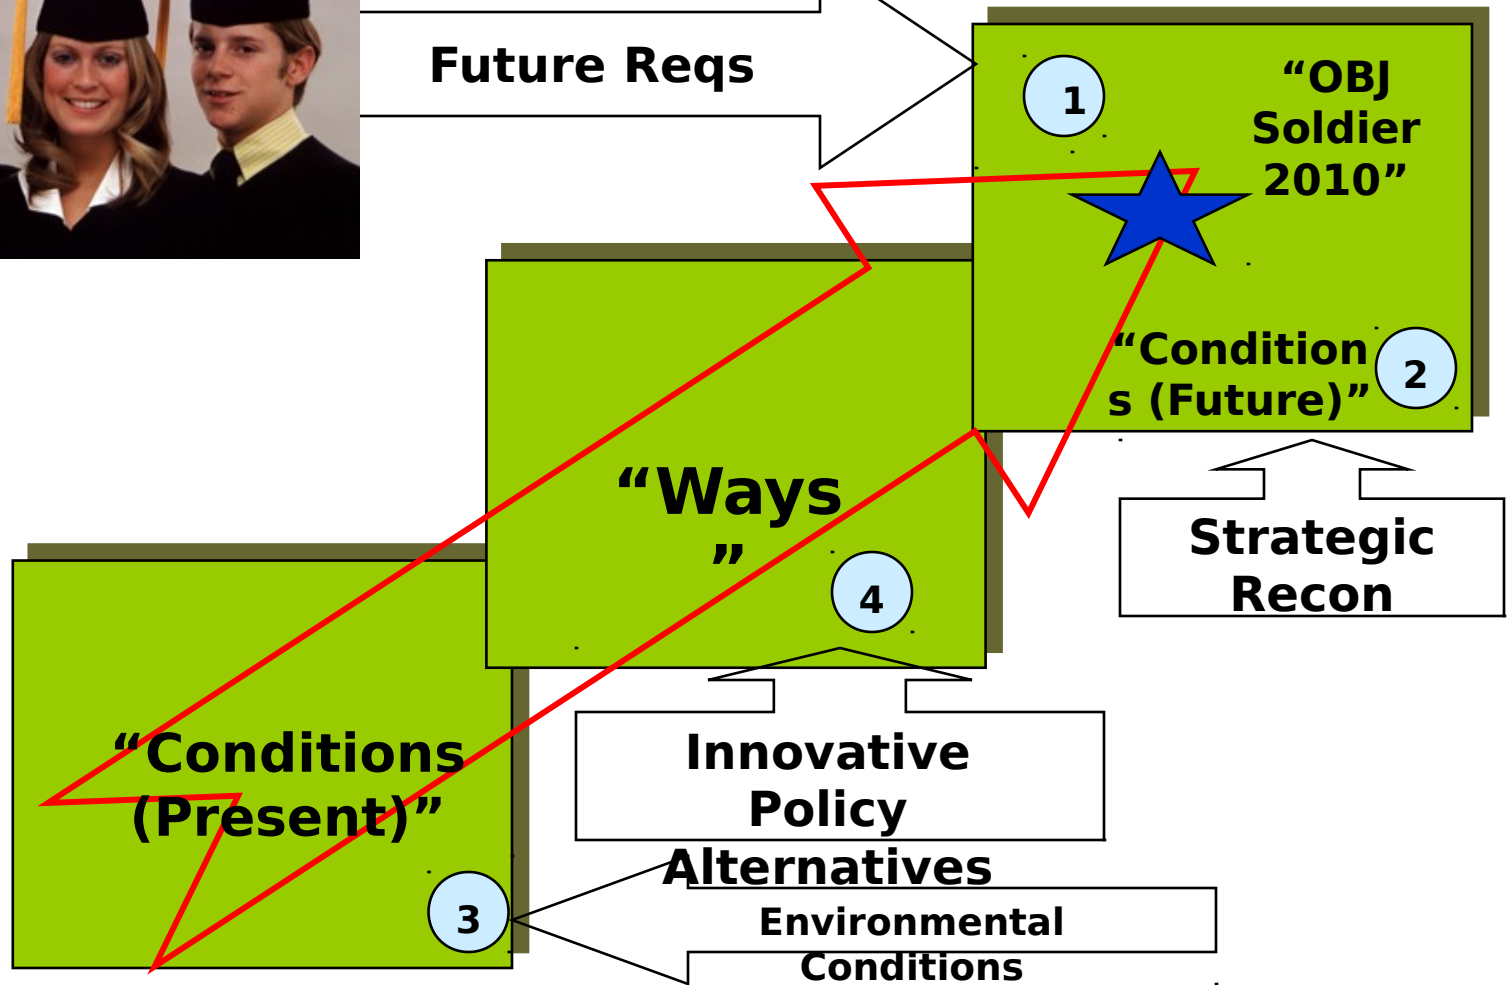 Future Reqs
1
“OBJ
Soldier
2010”
“Condition
s (Future)”
2
Strategic
Recon
“Ways
”
4
Innovative
Policy
Alternatives
“Conditions
(Present)”
3
Environmental
Conditions